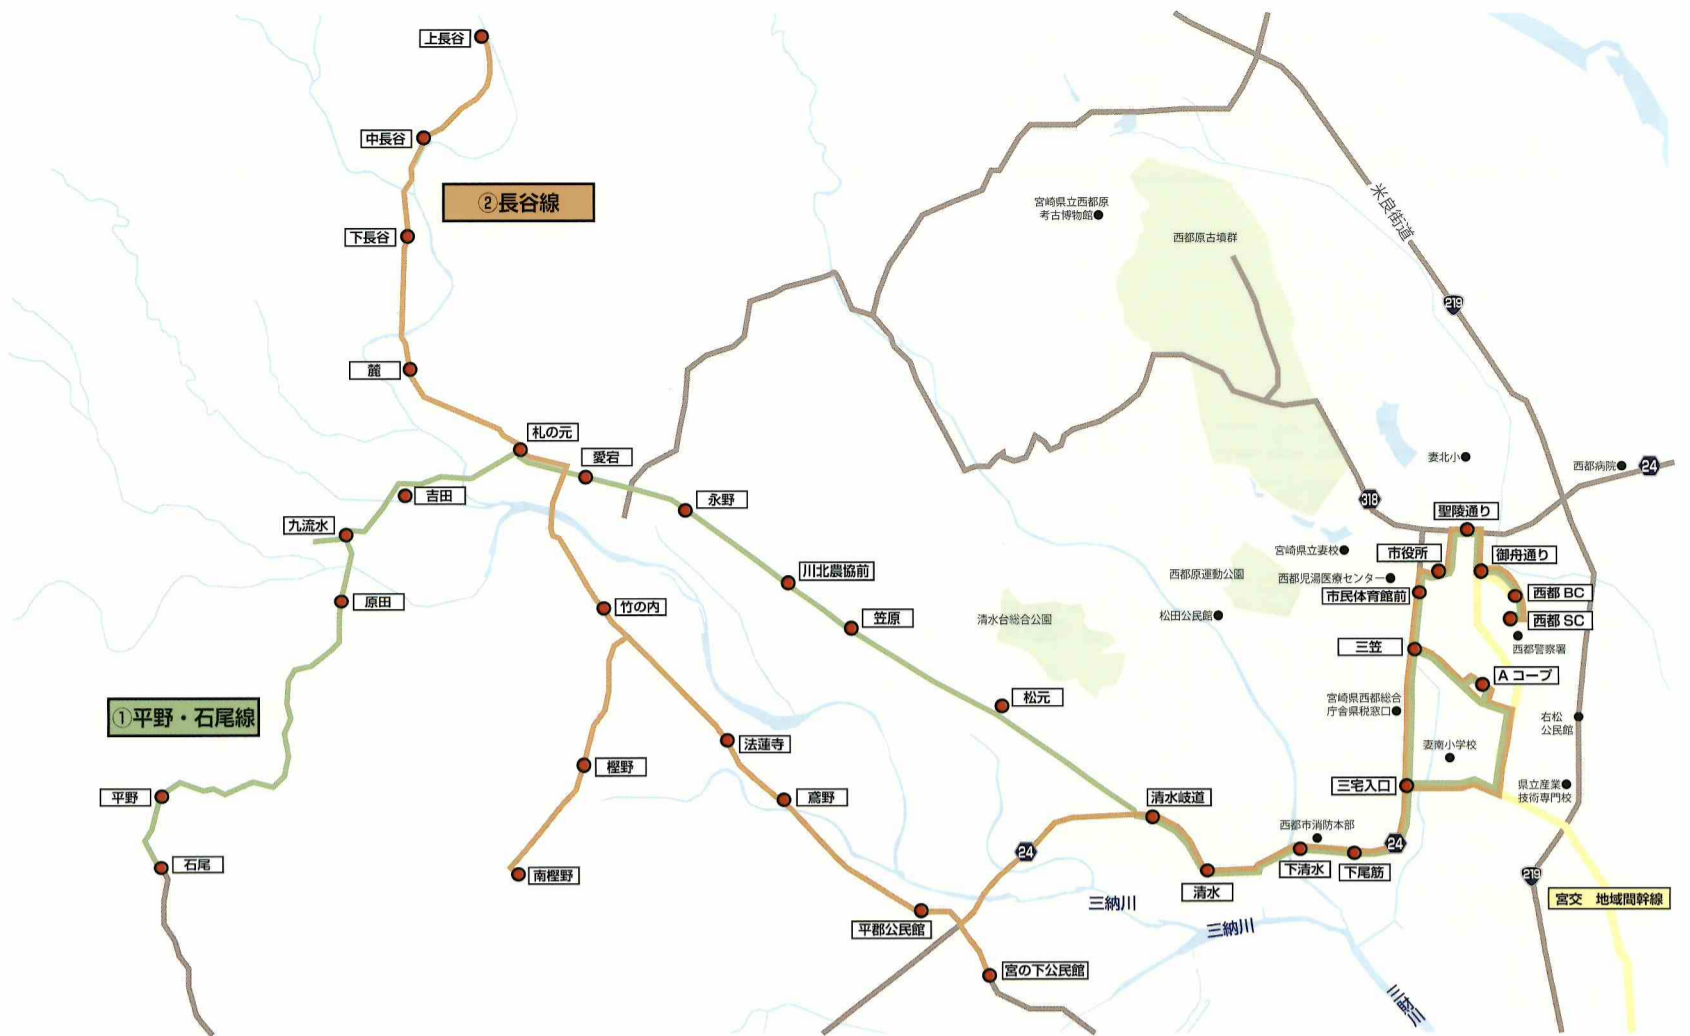 上長谷
中長谷
②長谷線
下長谷
麓
札の元
愛宕
吉田
永野
九流水
川北農協前
原田
竹の内
笠原
①平野・石尾線
松元
法蓮寺
樫野
平野
鳶野
石尾
南樫野
平郡公民館
宮の下公民館
清水岐道
清水
下清水
下尾筋
24
三納川
三納川
三財川
宮崎県立西都原
考古博物館
西都原古墳群
米良街道
219
妻北小
西都病院
24
318
聖陵通り
宮崎県立妻校
市役所
御舟通り
西都原運動公園
西都児湯医療センター
市民体育館前
西都 BC
西都 SC
清水台総合公園
松田公民館
三笠
西都警察署
A コープ
宮崎県西都総合
庁舎県税窓口
右松
公民館
妻南小学校
三宅入口
県立産業
技術専門校
西都市消防本部
24
219
宮交 地域間幹線